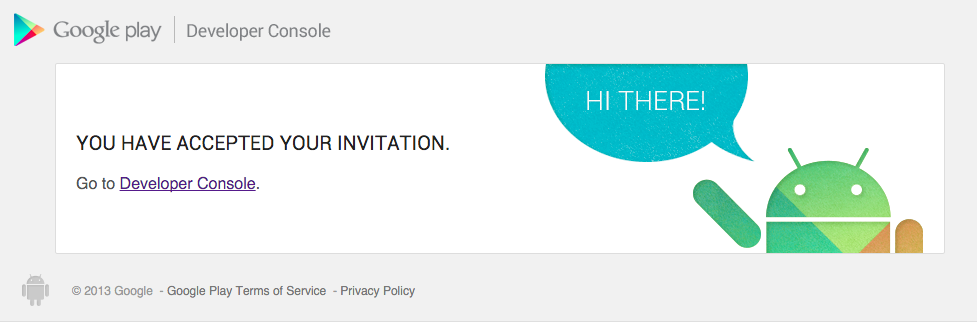 Google play Developer Console
HI THERE!
YOU HAVE ACCEPTED YOUR INVITATION.
Go to Developer Console.
© 2013 Google - Google Play Terms of Service - Privacy Policy